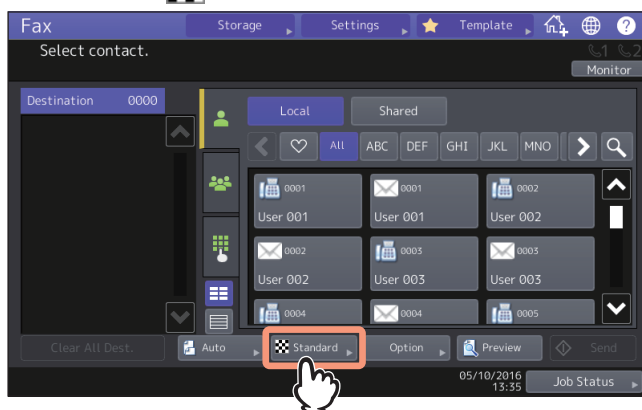 Fax
Storage
Settings
Template
?
Select contact.
1 2
Monitor
Destination 0000
Local
Shared
All ABC DEF GHI JKL MNO
0001
User 001
0001
User 001
0002
User 002
0002
User 002
0003
User 003
0003
User 003
0004
0004
0005
Clear All Dest.
Auto
Standard
Option
Preview
Send
05/10/2016
13:35
Job Status